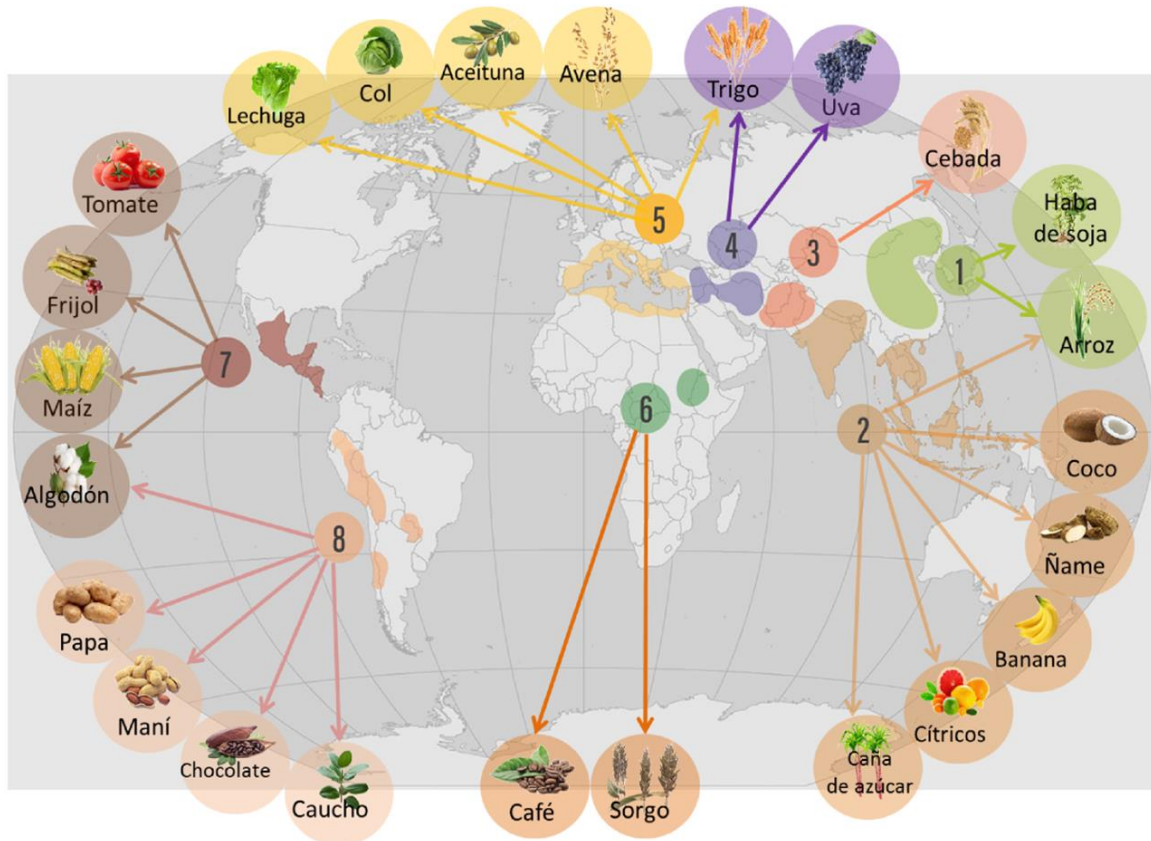 Lechuga
Col
Aceituna
Avena
Trigo
Uva
Cebada
Haba
de soja
Arroz
Coco
Ñame
Banana
Cítricos
Caña
de azúcar
Sorgo
Café
Caucho
Chocolate
Maní
Papa
Algodón
Maíz
Frijol
Tomate
5
4
3
1
7
6
2
8